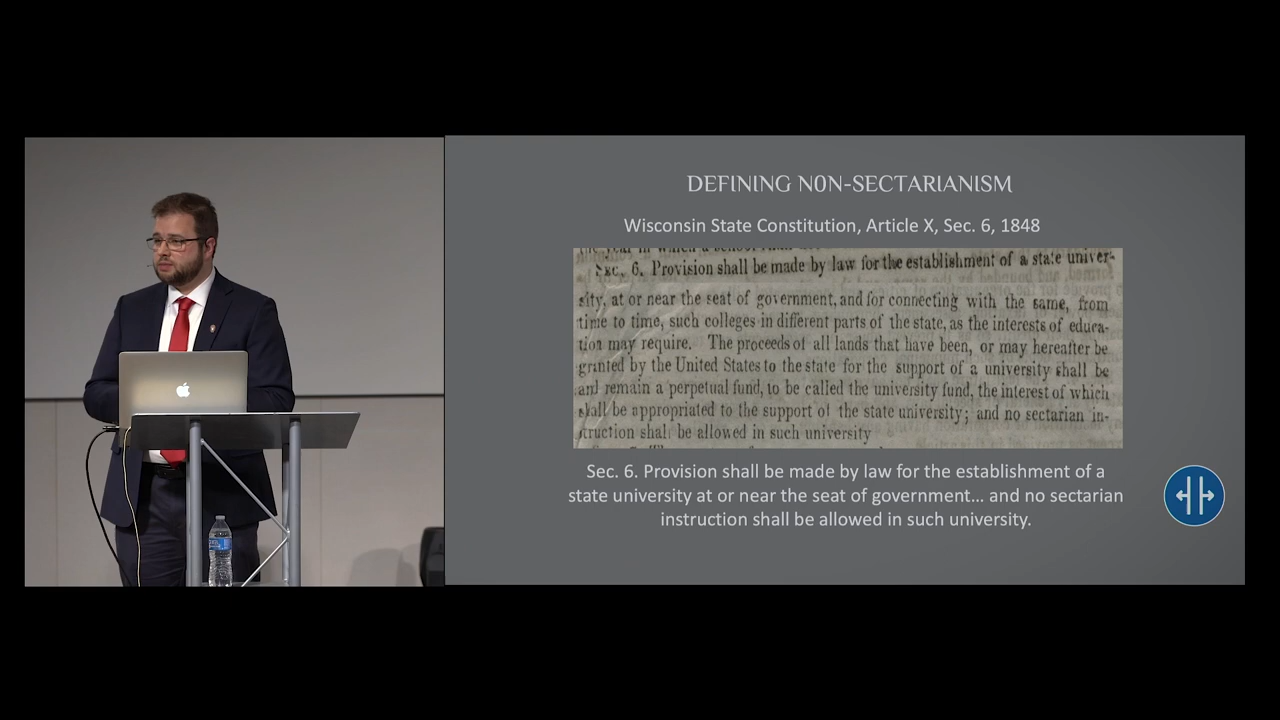 DEFINING N0N-SECTARIANISM
Wisconsin State Constitution, Article X, Sec. 6, 1848
Sec. 6. Provision shall be made by law for the establishment of a state univer-
sity, at or near the seat of government, and for connecting with the same, from
time to time, such colleges in different parts of the state, as the interests of educa-
tion may require. The proceeds of all lands that have been, or may hereafter be
granted by the United States to the state for the support of a university shall be
and remain a perpetual fund, to be called the university fund, the interest of which
shall be appropriated to the support of the state university; and no sectarian in-
struction shall be allowed in such university
Sec. 6. Provision shall be made by law for the establishment of a
state university at or near the seat of government... and no sectarian
instruction shall be allowed in such university.